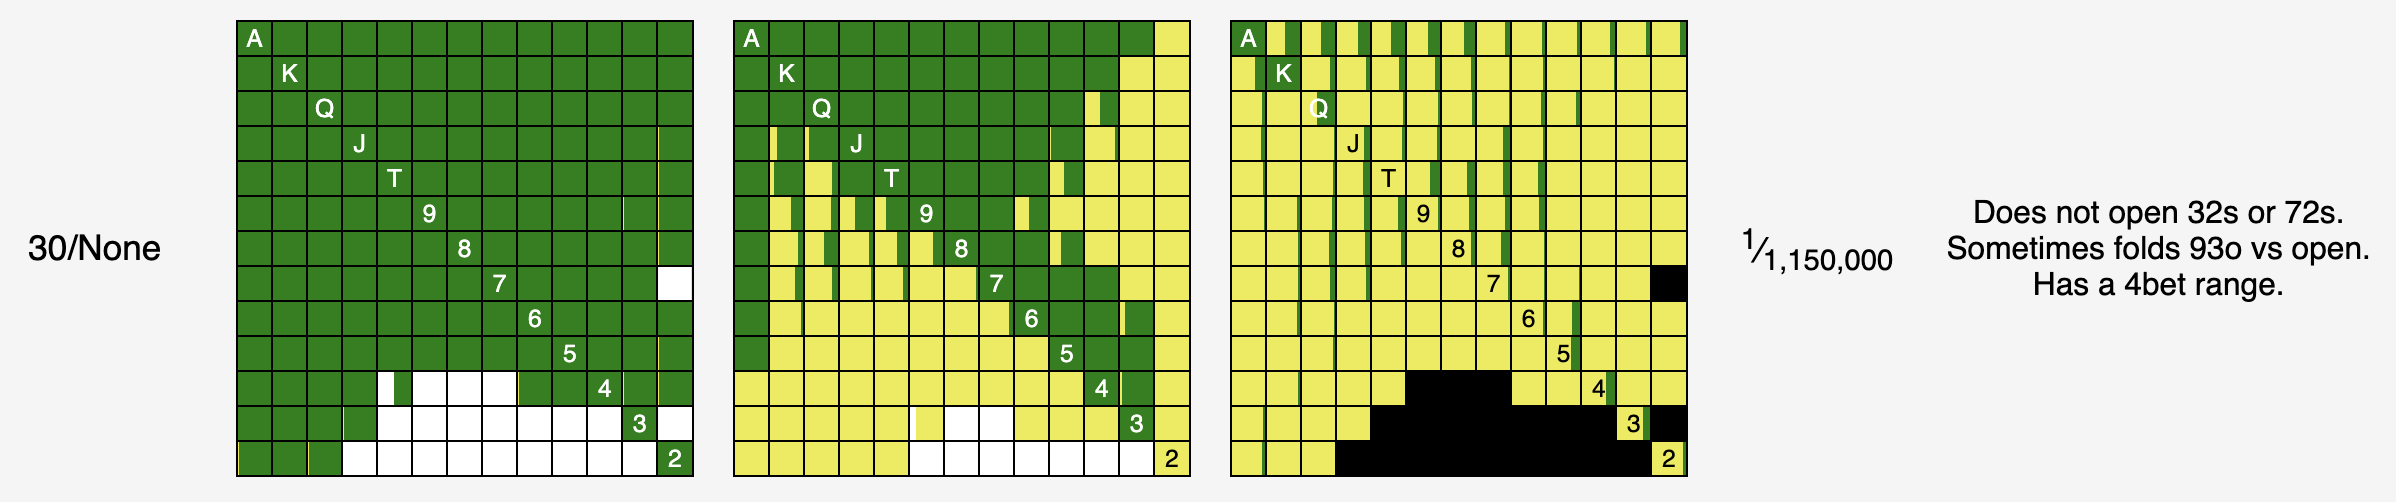 30/None
A
K
Q
J
T
9
8
7
6
5
4
3
2
A
K
Q
J
T
9
8
7
6
5
4
3
2
A
K
Q
J
T
9
8
7
6
5
4
3
2
1/1,150,000
Does not open 32s or 72s.
Sometimes folds 93o vs open.
Has a 4bet range.